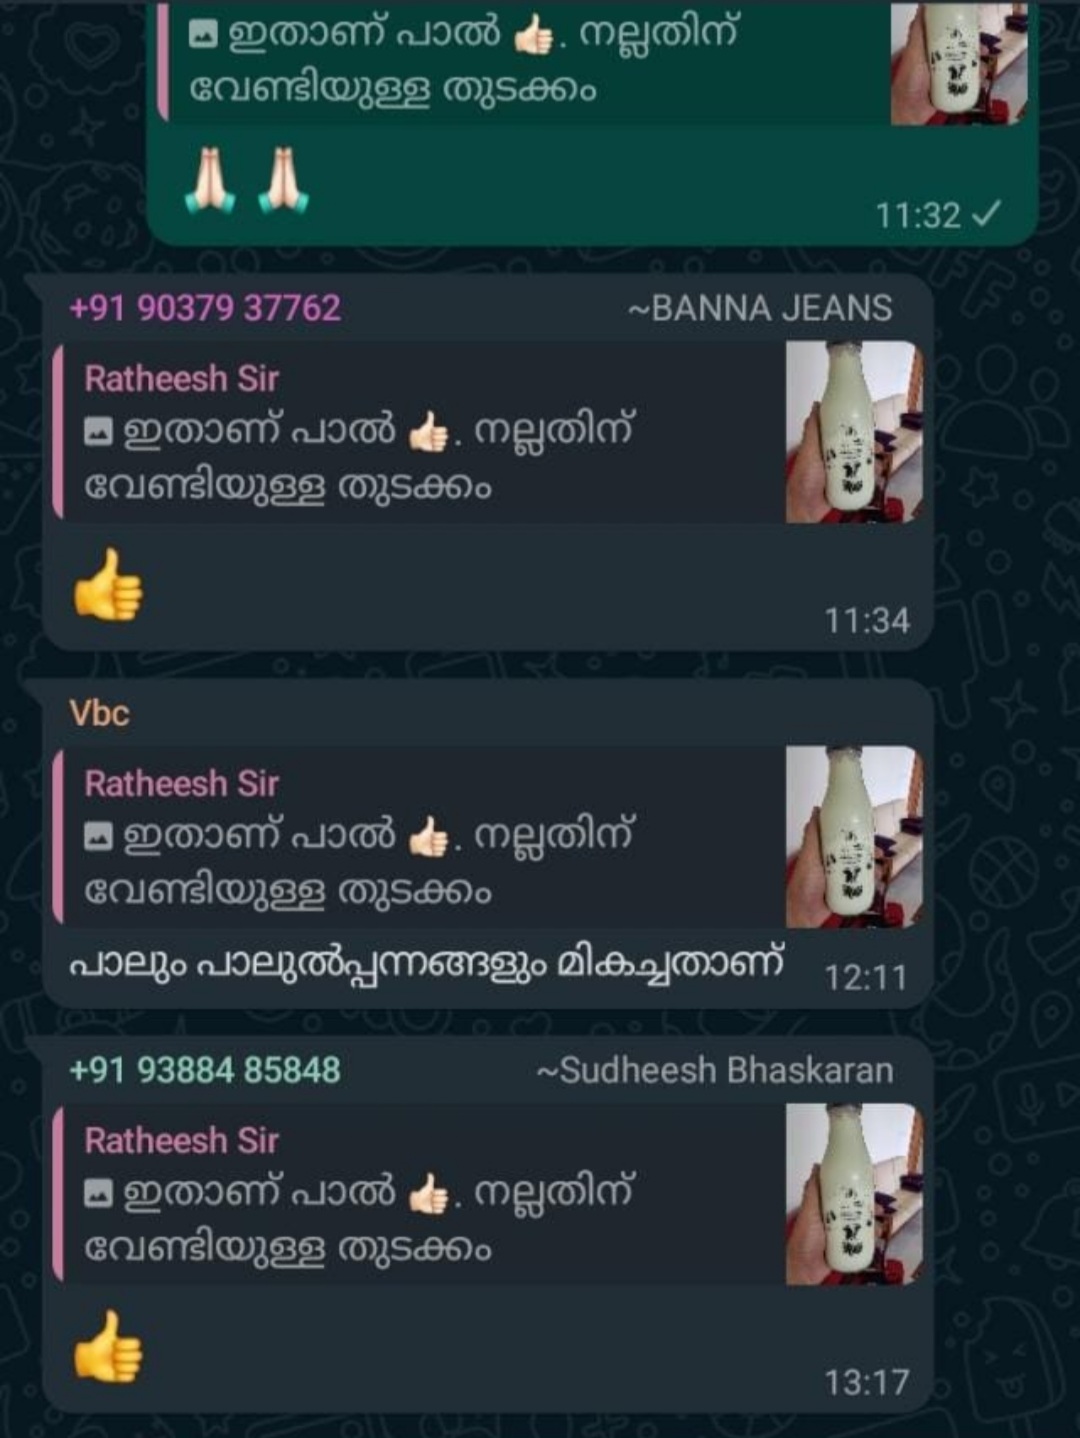 ഇതാണ് പാൽ 👍🏻. നല്ലതിന്
വേണ്ടിയുള്ള തുടക്കം
🙏🏻 🙏🏻
11:32
+91 90379 37762 ~BANNA JEANS
Ratheesh Sir
ഇതാണ് പാൽ 👍🏻. നല്ലതിന്
വേണ്ടിയുള്ള തുടക്കം
👍
11:34
Vbc
Ratheesh Sir
ഇതാണ് പാൽ 👍🏻. നല്ലതിന്
വേണ്ടിയുള്ള തുടക്കം
പാലും പാലുൽപ്പന്നങ്ങളും മികച്ചതാണ് 12:11
+91 93884 85848 ~Sudheesh Bhaskaran
Ratheesh Sir
ഇതാണ് പാൽ 👍🏻. നല്ലതിന്
വേണ്ടിയുള്ള തുടക്കം
👍
13:17